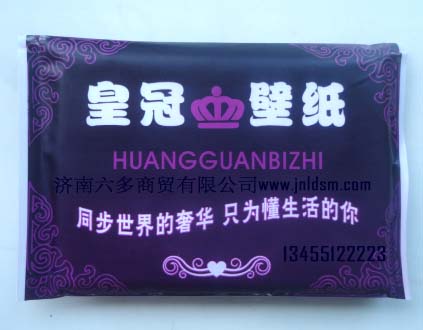 皇冠壁纸
HUANGGUANBIZHI
济南六多商贸有限公司www.jnldsm.com
同步世界的奢华 只为懂生活的你
13455122223